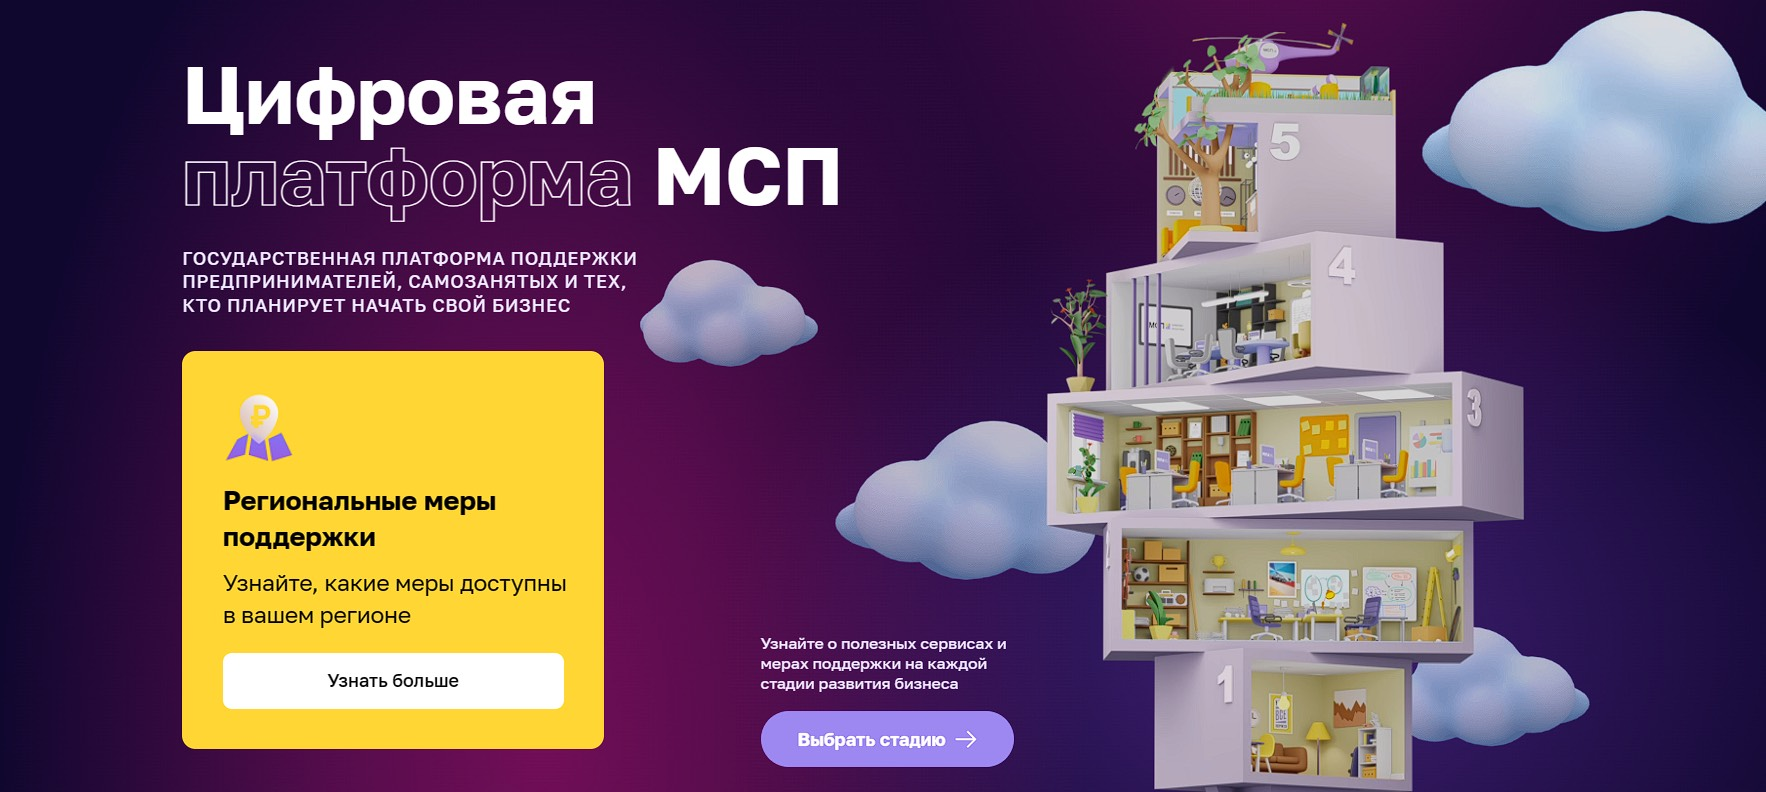 Цифровая
платформа МСП
ГОСУДАРСТВЕННАЯ ПЛАТФОРМА ПОДДЕРЖКИ
ПРЕДПРИНИМАТЕЛЕЙ, САМОЗАНЯТЫХ И ТЕХ,
КТО ПЛАНИРУЕТ НАЧАТЬ СВОЙ БИЗНЕС
₽
Региональные меры
поддержки
Узнайте, какие меры доступны
в вашем регионе
Узнать больше
Узнайте о полезных сервисах и
мерах поддержки на каждой
стадии развития бизнеса
Выбрать стадию
5
4
МСП
3
1
ВСЕ